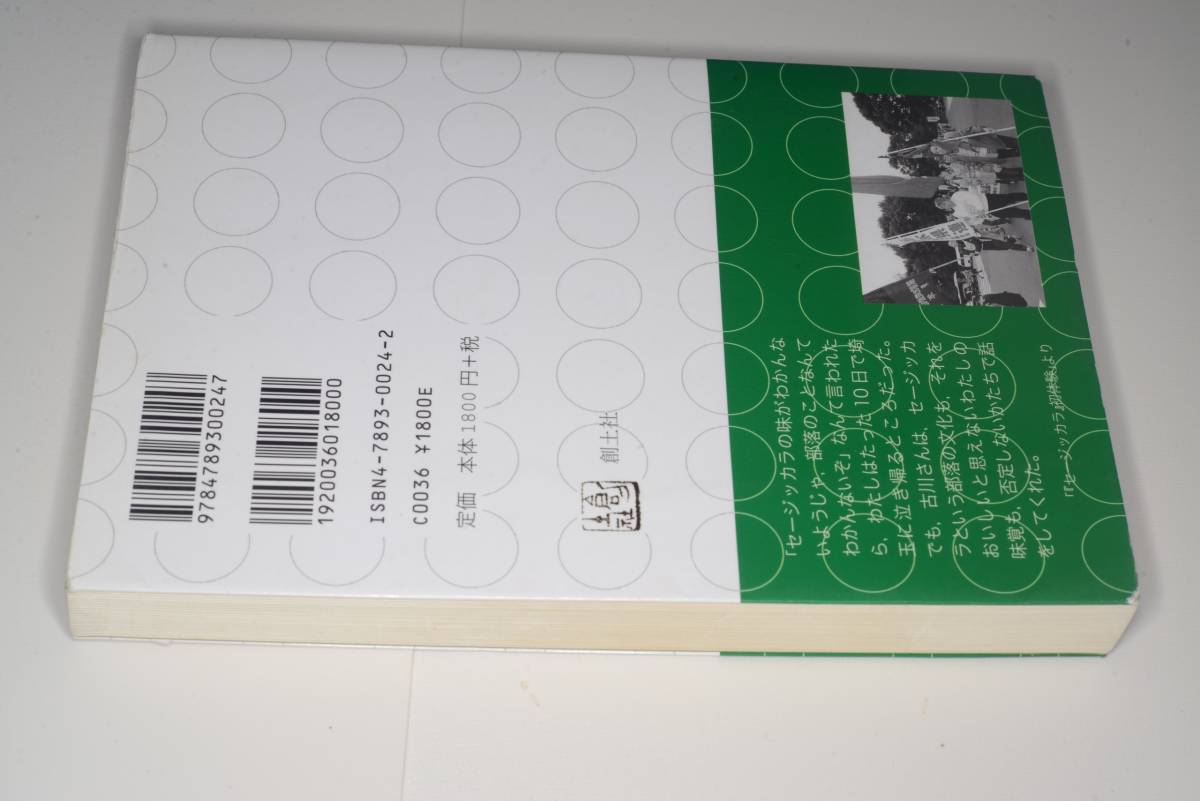 9784789300247
1920036018000
ISBN4-7893-0024-2
C0036 ¥1800E
定価 本体1800円+税
創土社
「セージッカラの味がわかんな
いようじゃ、部落のことなんて
わかんないぞ」なんて言われた
ら、わたしはたった10日で埼
玉に泣き帰るところだった。
でも、古川さんは、セージッカ
ラという部落の文化も、それを
おいしいと思えないわたしの
味覚も、否定しないかたちで話
をしてくれた。
「「セージッカラ」初体験」より